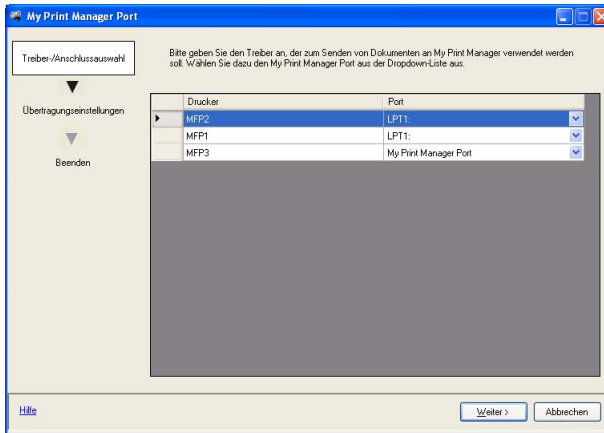 My Print Manager Port
Treiber-/Anschlussauswahl
Übertragungseinstellungen
Beenden
Bitte geben Sie den Treiber an, der zum Senden von Dokumenten an My Print Manager verwendet werden
soll. Wählen Sie dazu den My Print Manager Port aus der Dropdown-Liste aus.
Drucker Port
MFP2 LPT1:
MFP1 LPT1:
MFP3 My Print Manager Port
Hilfe
Weiter > Abbrechen